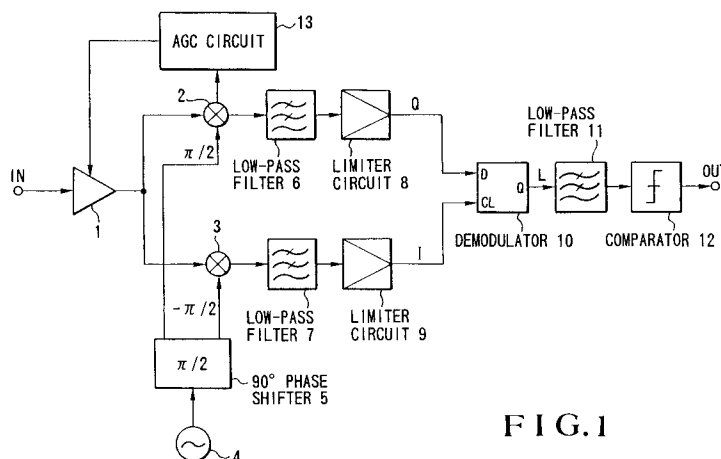 AGC CIRCUIT
13
2
Q
π/2
LOW-PASS
FILTER 6
LIMITER
CIRCUIT 8
LOW-PASS
FILTER 11
IN
1
D
Q
CL
L
OUT
DEMODULATOR 10
COMPARATOR 12
3
I
-π/2
LOW-PASS
FILTER 7
LIMITER
CIRCUIT 9
π/2
90° PHASE
SHIFTER 5
4
FIG.1